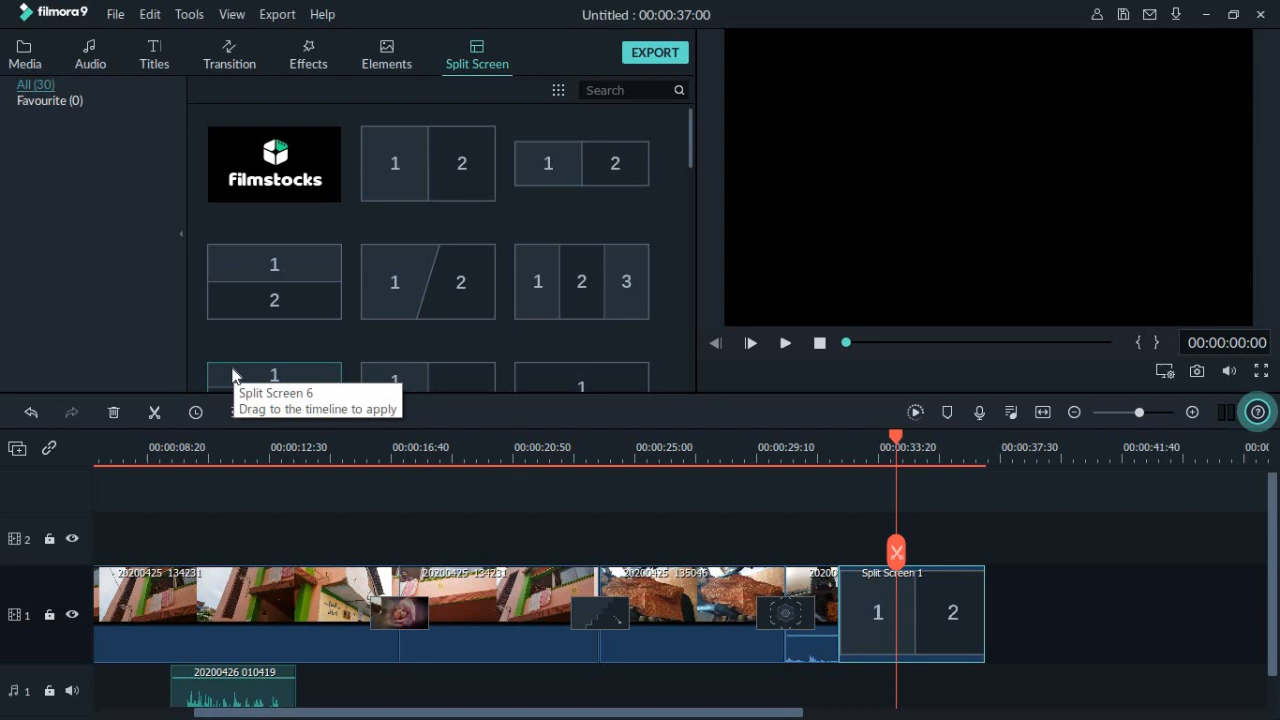 filmora9 File Edit Tools View Export Help Untitled : 00:00:37:00
Media Audio Titles Transition Effects Elements Split Screen EXPORT
All (30)
Favourite (0)
Search
filmstocks
1 2
1 2
1
2
1 2
1 2 3
1
1
1
Split Screen 6
Drag to the timeline to apply
00:00:00:00
00:00:08:20 00:00:12:30 00:00:16:40 00:00:20:50 00:00:25:00 00:00:29:10 00:00:33:20 00:00:37:30 00:00:41:40 00:00
2
20200425 134231 20200425 134231 20200425 135045 20200 Split Screen 1
1
1 2
20200426 010419
1